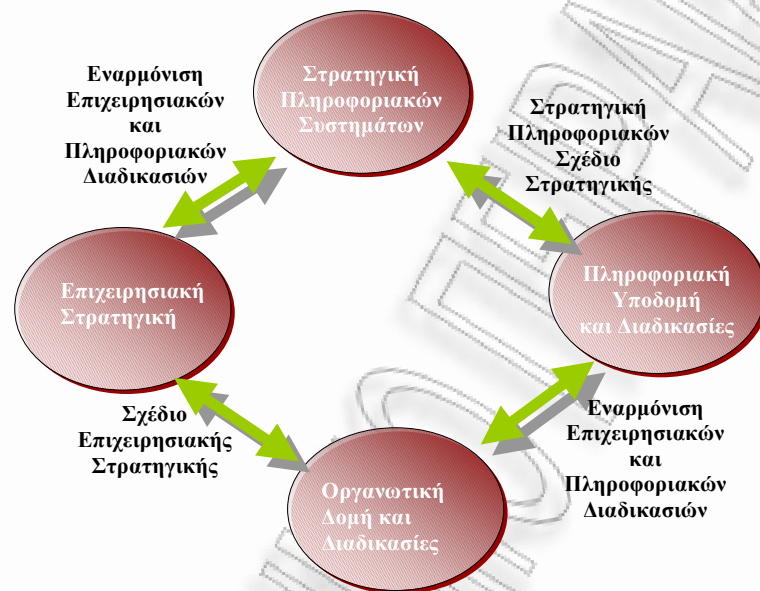 Εναρμόνιση
Επιχειρησιακών
και
Πληροφοριακών
Διαδικασιών
Στρατηγική
Πληροφοριακών
Συστημάτων
Στρατηγική
Πληροφοριακών
Σχέδιο
Στρατηγικής
Επιχειρησιακή
Στρατηγική
Πληροφοριακή
Υποδομή
και Διαδικασίες
Σχέδιο
Επιχειρησιακής
Στρατηγικής
Οργανωτική
Δομή και
Διαδικασίες
Εναρμόνιση
Επιχειρησιακών
και
Πληροφοριακών
Διαδικασιών